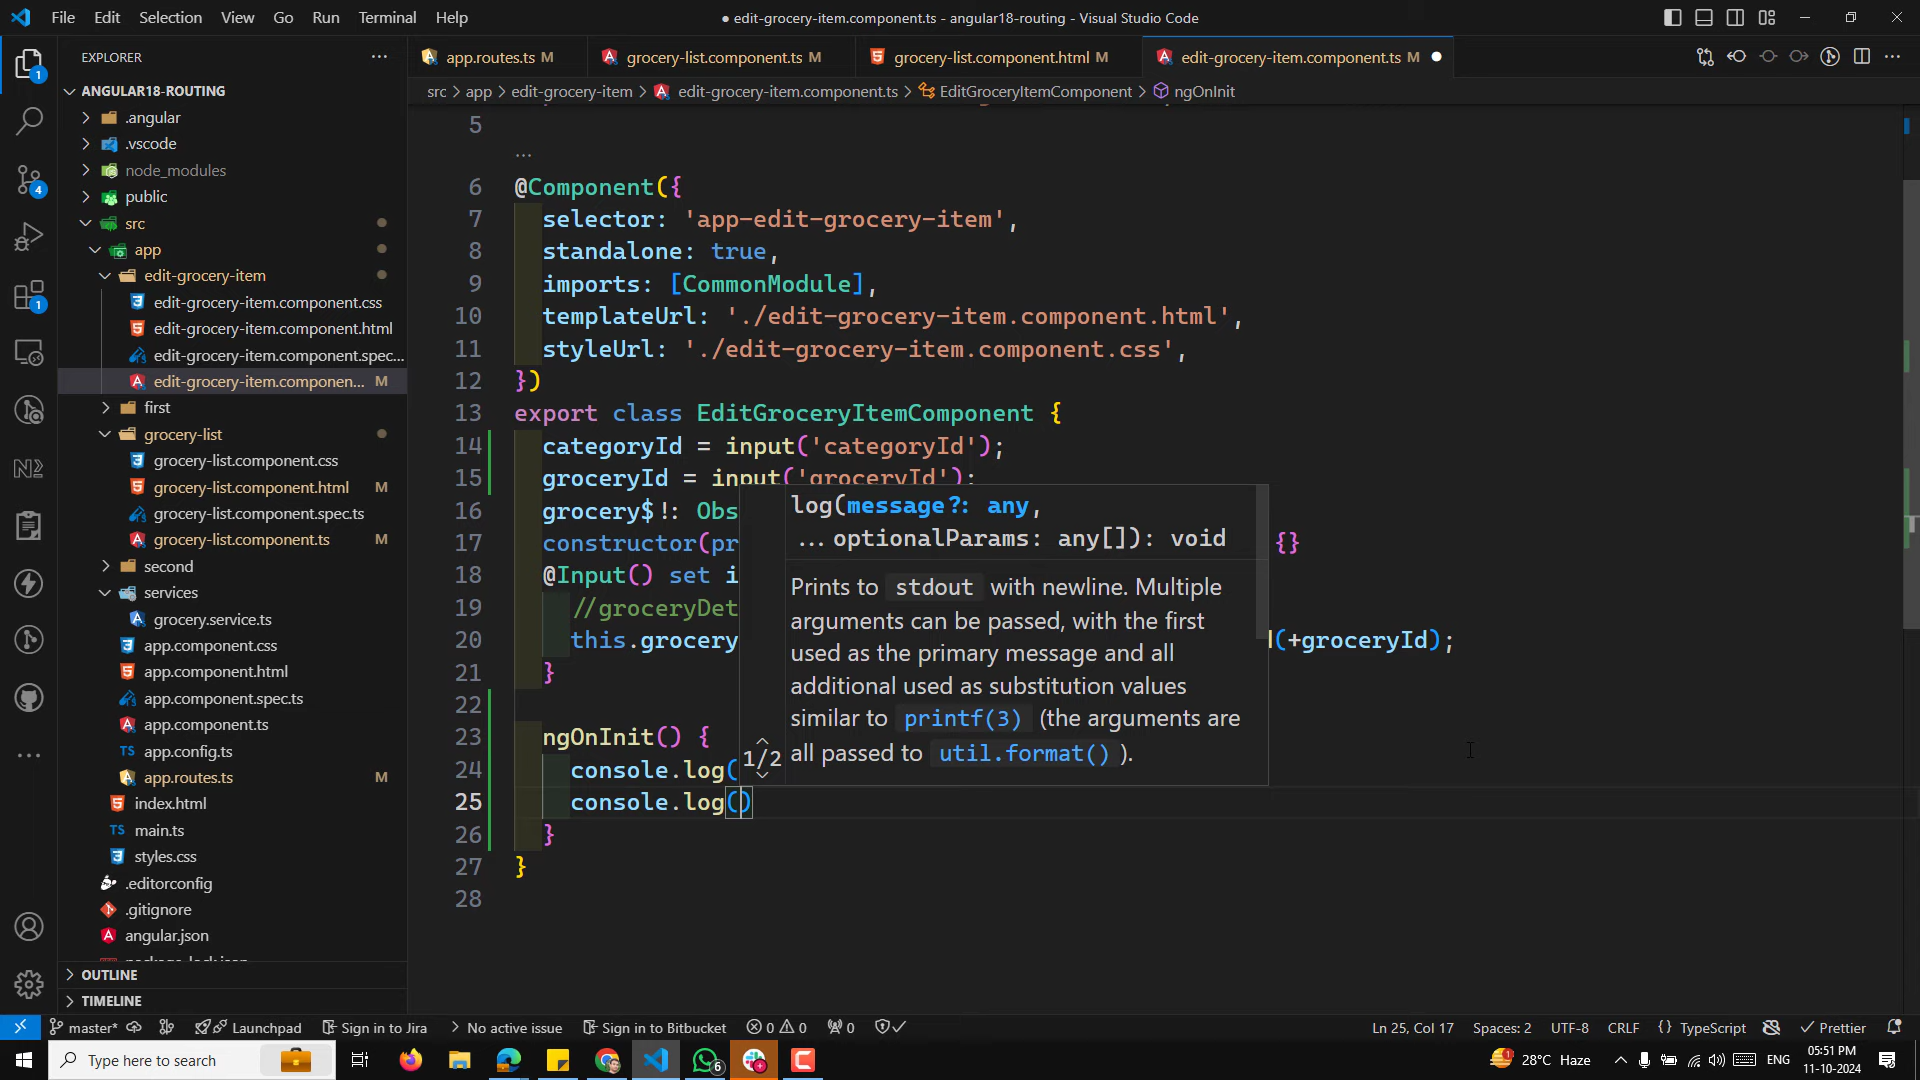 File Edit Selection View Go Run Terminal Help
● edit-grocery-item.component.ts - angular18-routing - Visual Studio Code
EXPLORER
app.routes.ts M
grocery-list.component.ts M
grocery-list.component.html M
edit-grocery-item.component.ts M
src > app > edit-grocery-item > edit-grocery-item.component.ts > EditGroceryItemComponent > ngOnInit
ANGULAR18-ROUTING
.angular
.vscode
node_modules
public
src
app
edit-grocery-item
edit-grocery-item.component.css
edit-grocery-item.component.html
edit-grocery-item.component.spec...
edit-grocery-item.componen... M
first
grocery-list
grocery-list.component.css
grocery-list.component.html M
grocery-list.component.spec.ts
grocery-list.component.ts M
second
services
grocery.service.ts
app.component.css
app.component.html
app.component.spec.ts
app.component.ts
app.config.ts
app.routes.ts M
index.html
main.ts
styles.css
.editorconfig
.gitignore
angular.json
OUTLINE
TIMELINE
5
...
6 @Component({
7 selector: 'app-edit-grocery-item',
8 standalone: true,
9 imports: [CommonModule],
10 templateUrl: './edit-grocery-item.component.html',
11 styleUrl: './edit-grocery-item.component.css',
12 })
13 export class EditGroceryItemComponent {
14 categoryId = input('categoryId');
15 groceryId = input('groceryId');
16 grocery$!: Obs
17 constructor(pr {}
18 @Input() set i
19 //groceryDet
20 this.grocery (+groceryId);
21 }
22
23 ngOnInit() {
24 console.log(
25 console.log()
26 }
27 }
28
log(message?: any,
...optionalParams: any[]): void
Prints to stdout with newline. Multiple
arguments can be passed, with the first
used as the primary message and all
additional used as substitution values
similar to printf(3) (the arguments are
1/2 all passed to util.format() ).
1
4
1
master* Launchpad Sign in to Jira No active issue Sign in to Bitbucket 0 0 0
Ln 25, Col 17 Spaces: 2 UTF-8 CRLF {} TypeScript Prettier
Type here to search
6
1
28°C Haze
ENG
05:51 PM
11-10-2024